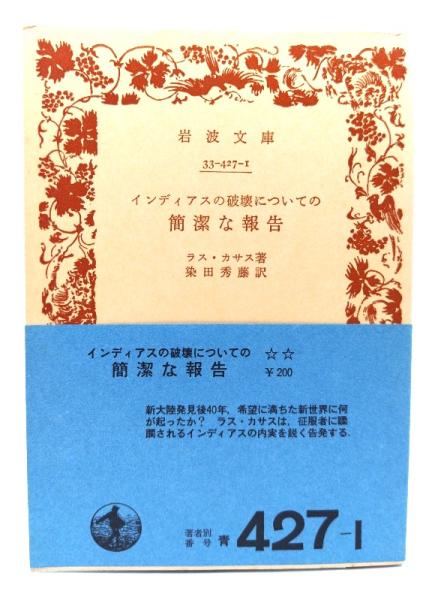 岩波文庫
33-427-1
インディアスの破壊についての
簡潔な報告
ラス・カサス著
染田秀藤訳
インディアスの破壊についての ☆☆
簡潔な報告 ￥200
新大陸発見後40年，希望に満ちた新世界に何
が起ったか？ ラス・カサスは，征服者に蹂
躙されるインディアスの内実を鋭く告発する．
著者別
番号 青 427-1